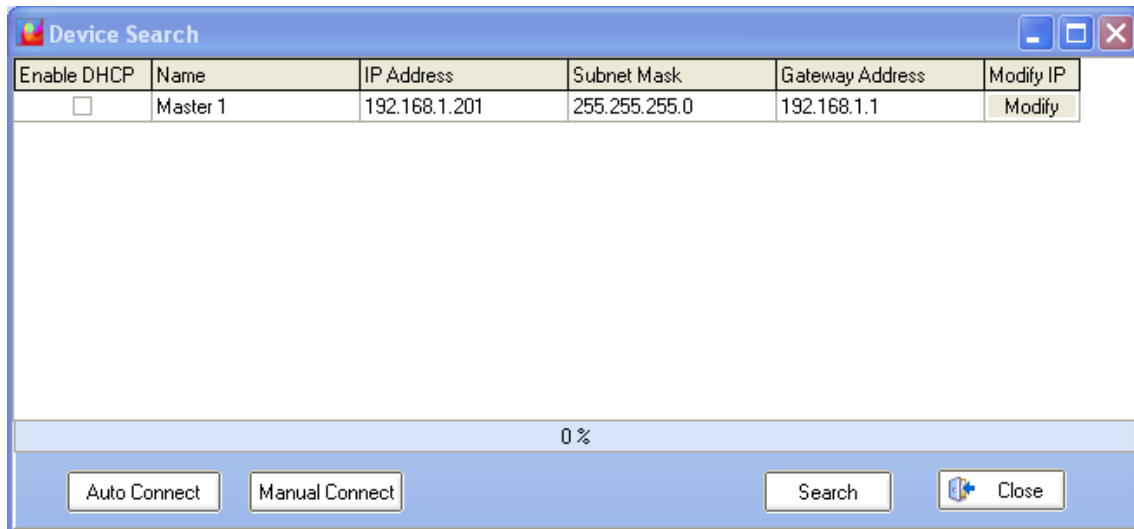 Device Search
Enable DHCP Name IP Address Subnet Mask Gateway Address Modify IP
Master 1 192.168.1.201 255.255.255.0 192.168.1.1 Modify
0 %
Auto Connect Manual Connect Search Close